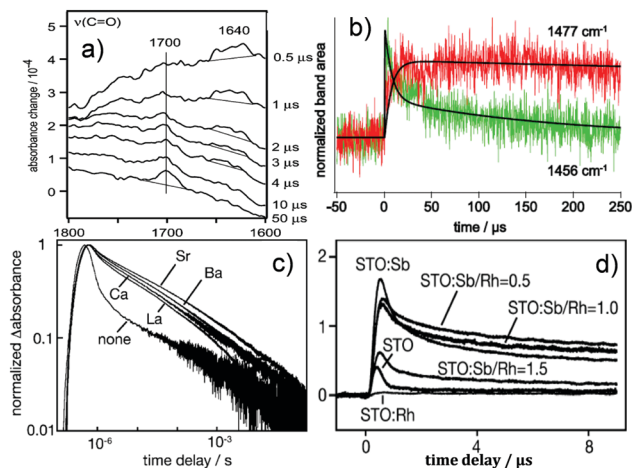 a)
ν(C=O)
1700
1640
absorbance change / 10⁻⁴
5
4
3
2
1
0
0.5 μs
1 μs
2 μs
3 μs
4 μs
10 μs
50 μs
1800
1700
1600
b)
1477 cm⁻¹
normalized band area
1456 cm⁻¹
-50 0 50 100 150 200 250
time / μs
c)
normalized Δabsorbance
1
0.1
0.01
Sr
Ba
Ca
La
none
10⁻⁶
10⁻³
time delay / s
d)
STO:Sb
STO:Sb/Rh=0.5
STO:Sb/Rh=1.0
STO
STO:Sb/Rh=1.5
STO:Rh
2
1
0
0 4 8
time delay / μs